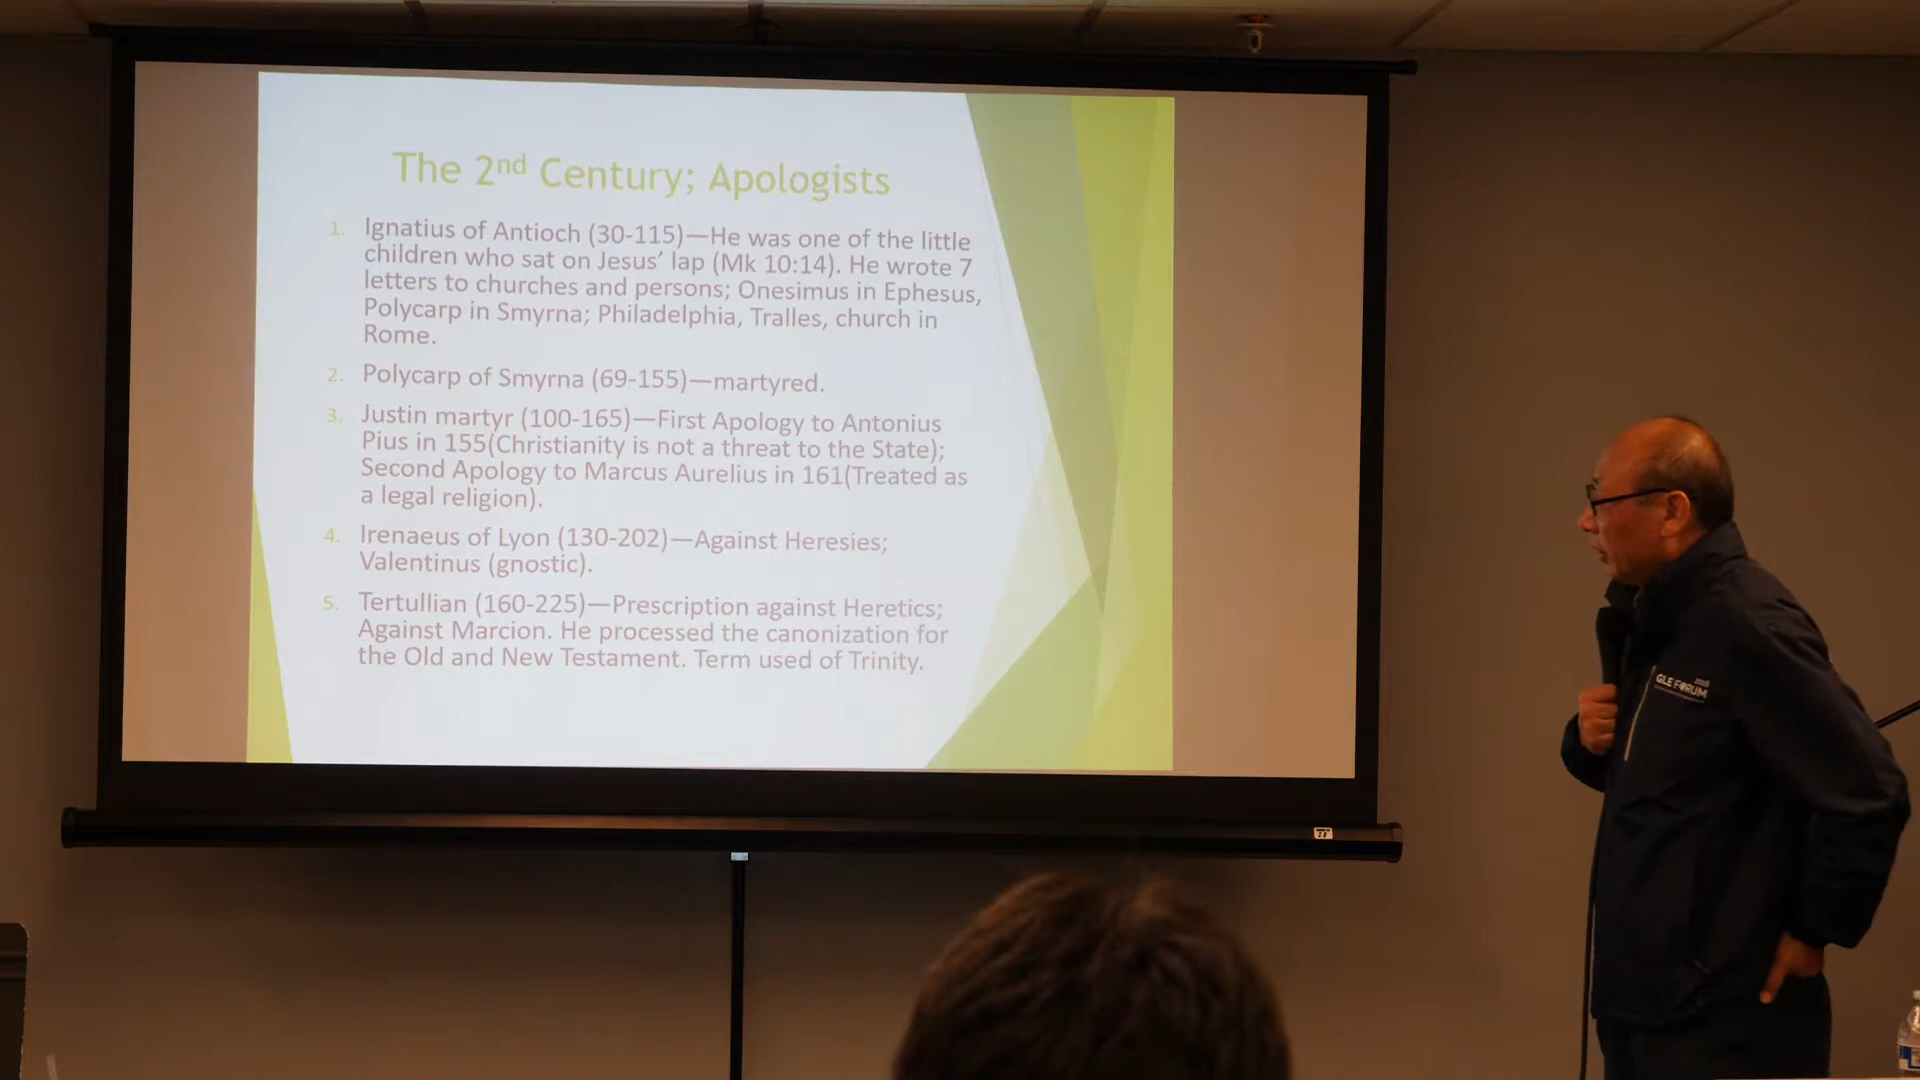 The 2nd Century; Apologists
1. Ignatius of Antioch (30-115)—He was one of the little
children who sat on Jesus' lap (Mk 10:14). He wrote 7
letters to churches and persons; Onesimus in Ephesus,
Polycarp in Smyrna; Philadelphia, Tralles, church in
Rome.
2. Polycarp of Smyrna (69-155)—martyred.
3. Justin martyr (100-165)—First Apology to Antonius
Pius in 155(Christianity is not a threat to the State);
Second Apology to Marcus Aurelius in 161(Treated as
a legal religion).
4. Irenaeus of Lyon (130-202)—Against Heresies;
Valentinus (gnostic).
5. Tertullian (160-225)—Prescription against Heretics;
Against Marcion. He processed the canonization for
the Old and New Testament. Term used of Trinity.
GLE FORUM